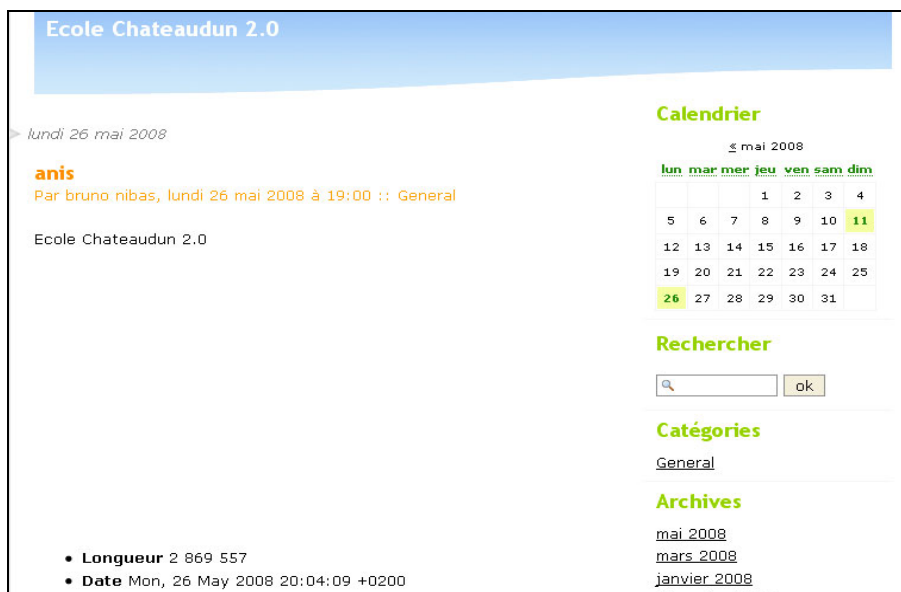 Ecole Chateaudun 2.0
lundi 26 mai 2008
anis
Par bruno nibas, lundi 26 mai 2008 à 19:00 :: General
Ecole Chateaudun 2.0
• Longueur 2 869 557
• Date Mon, 26 May 2008 20:04:09 +0200
Calendrier
« mai 2008
lun mar mer jeu ven sam dim
1 2 3 4
5 6 7 8 9 10 11
12 13 14 15 16 17 18
19 20 21 22 23 24 25
26 27 28 29 30 31
Rechercher
ok
Catégories
General
Archives
mai 2008
mars 2008
janvier 2008